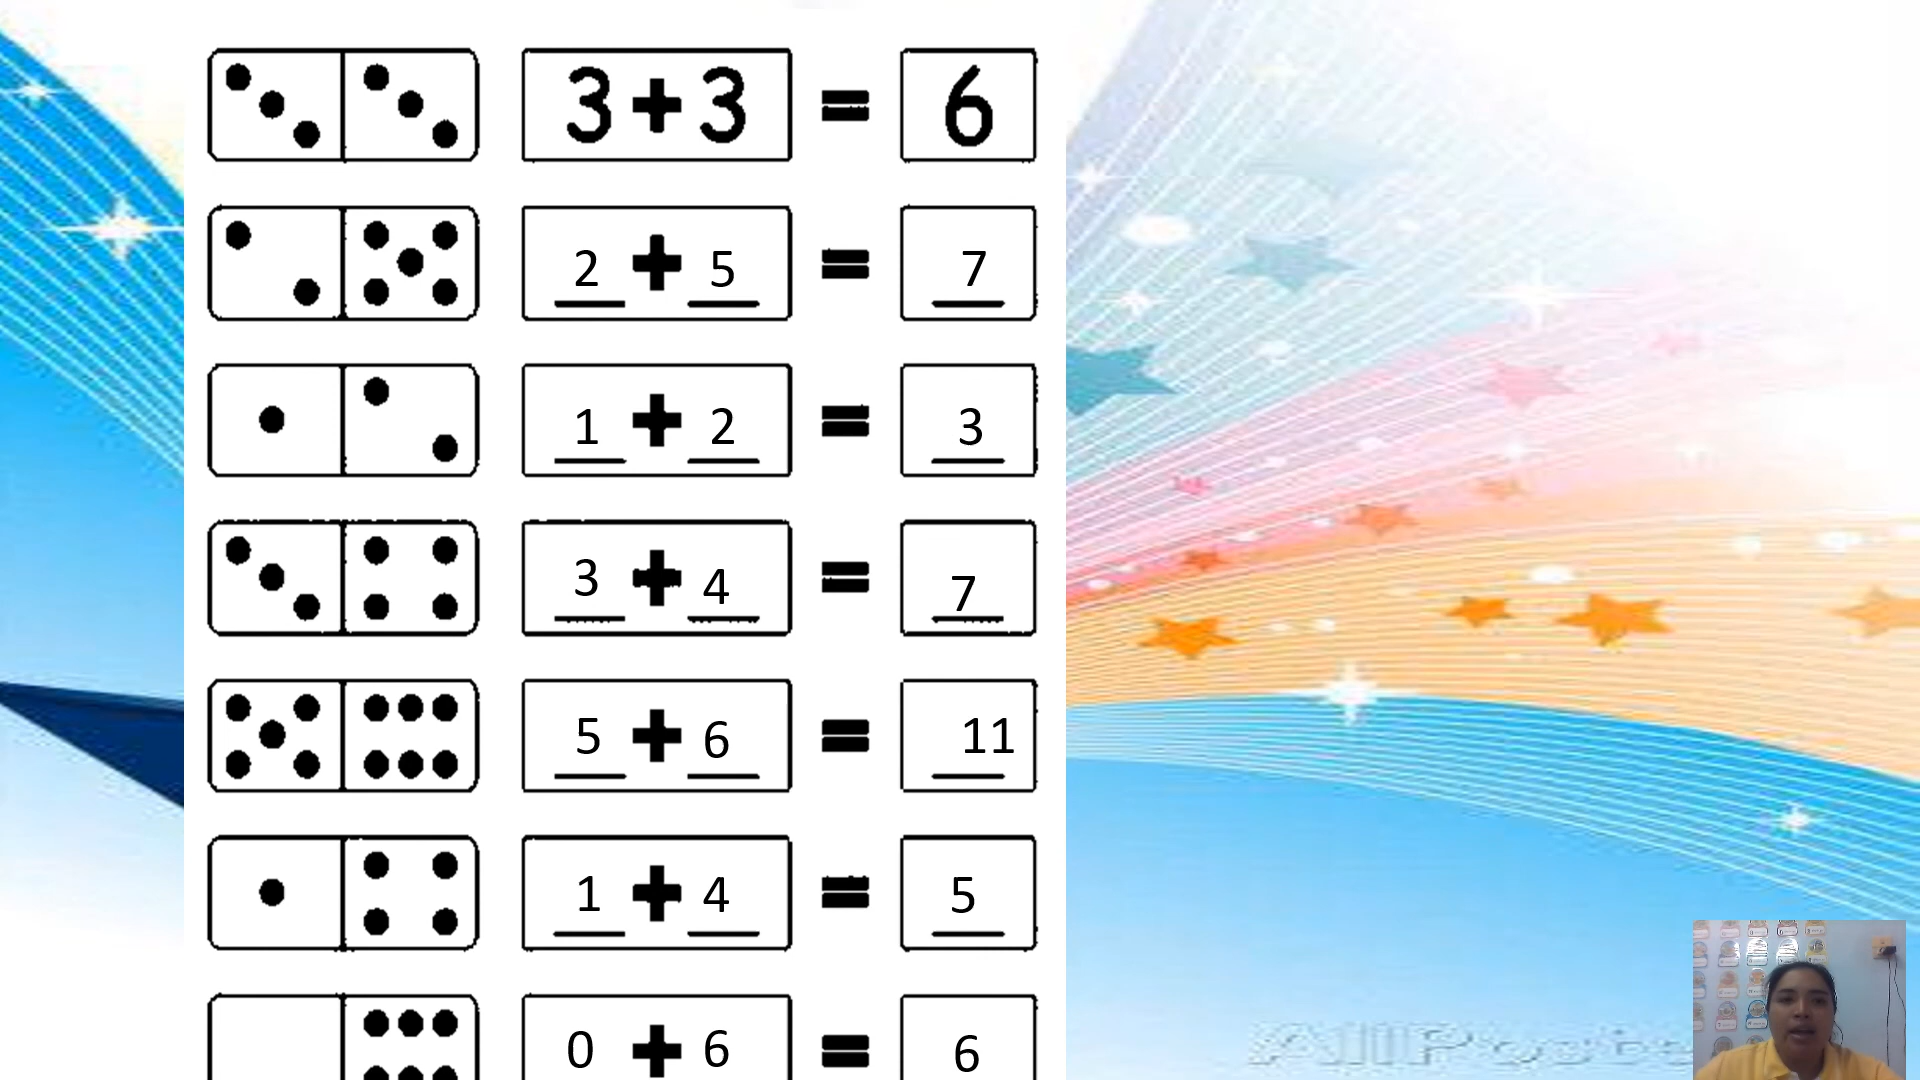 3 + 3 = 6
2 + 5 = 7
1 + 2 = 3
3 + 4 = 7
5 + 6 = 11
1 + 4 = 5
0 + 6 = 6